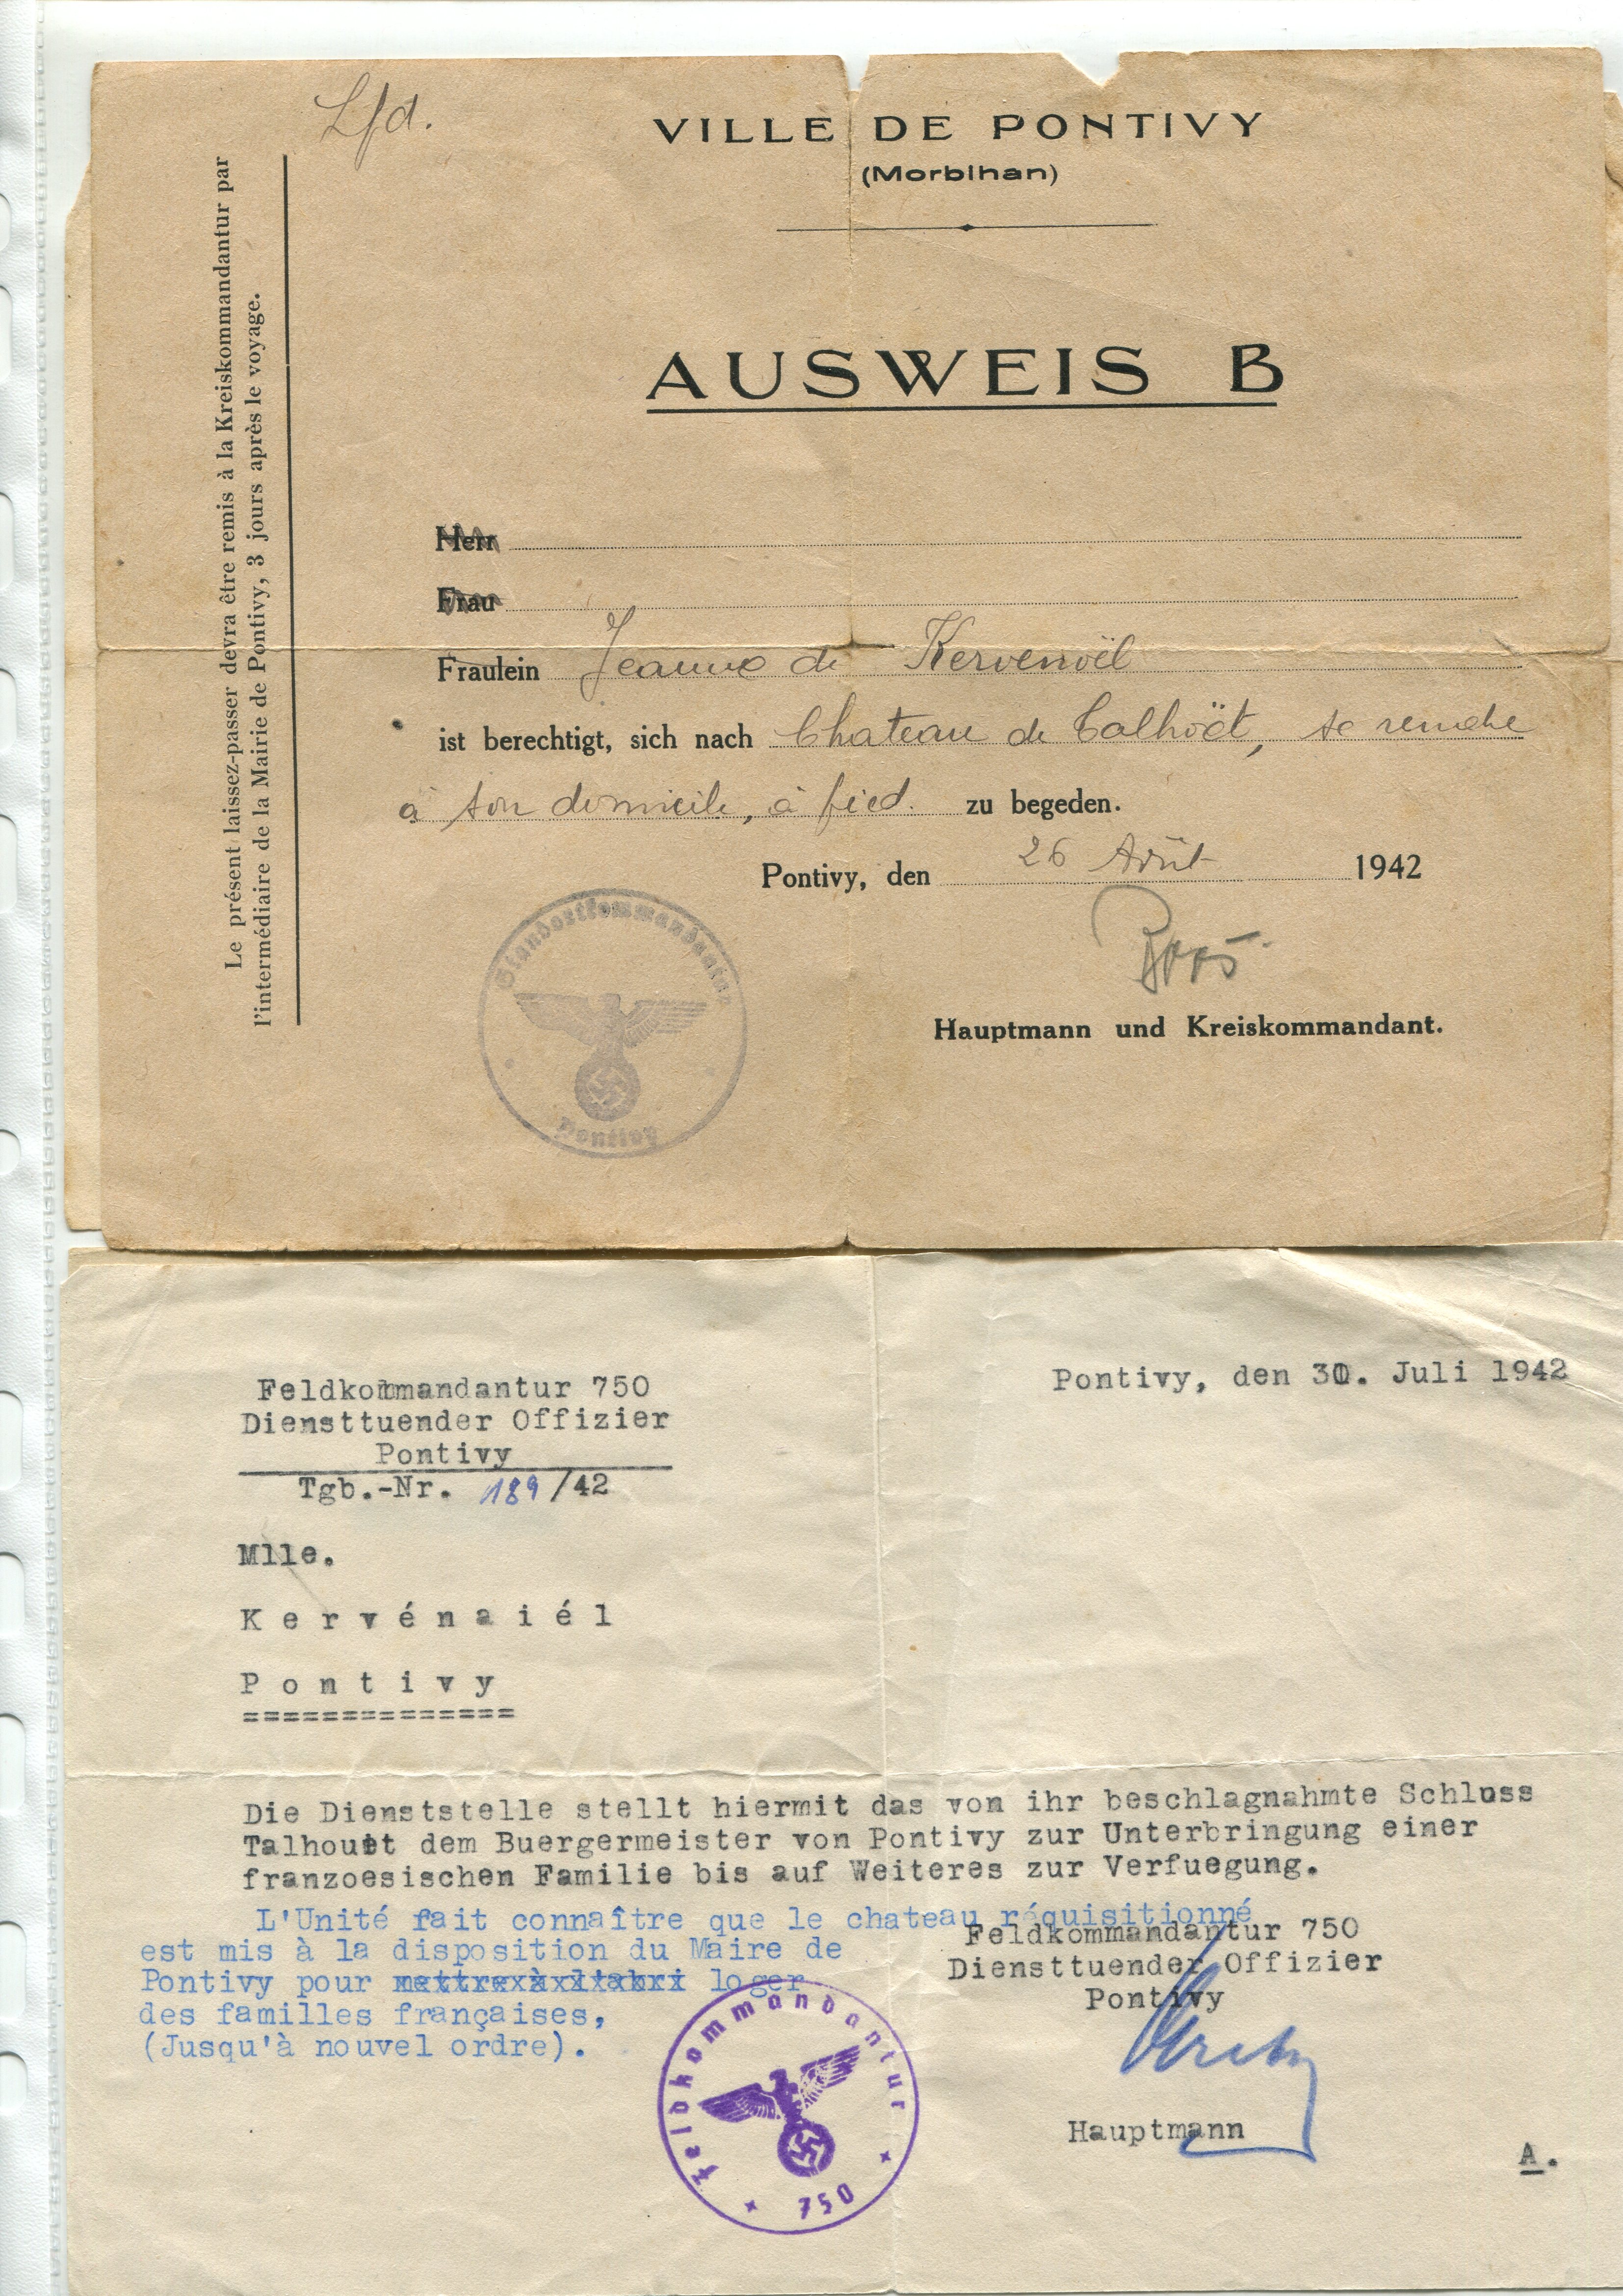 Lfd.
VILLE DE PONTIVY
(Morbihan)
AUSWEIS B
Le présent laissez-passer devra être remis à la Kreiskommandantur par
l'intermédiaire de la Mairie de Pontivy, 3 jours après le voyage.
Herr
Frau
Fraulein Jeanne de Kervenoël
ist berechtigt, sich nach Chateau de Talhoët, se rendre
à son domicile, à pied. zu begeden.
Pontivy, den 26 Août 1942
Hauptmann und Kreiskommandant.
Standortkommandantur
Pontivy
Feldkommandantur 750
Diensttuender Offizier
Pontivy
Tgb.-Nr. 189/42
Pontivy, den 30. Juli 1942
Mlle.
Kervénaiél
Pontivy
==============
Die Dienststelle stellt hiermit das von ihr beschlagnahmte Schluss
Talhouët dem Buergermeister von Pontivy zur Unterbringung einer
franzoesischen Familie bis auf Weiteres zur Verfuegung.
L'Unité fait connaître que le chateau réquisitionné
est mis à la disposition du Maire de
Pontivy pour mettre à l'abri loger
des familles françaises,
(Jusqu'à nouvel ordre).
Feldkommandantur 750
Diensttuender Offizier
Pontivy
Hauptmann
A.
Feldkommandantur
750